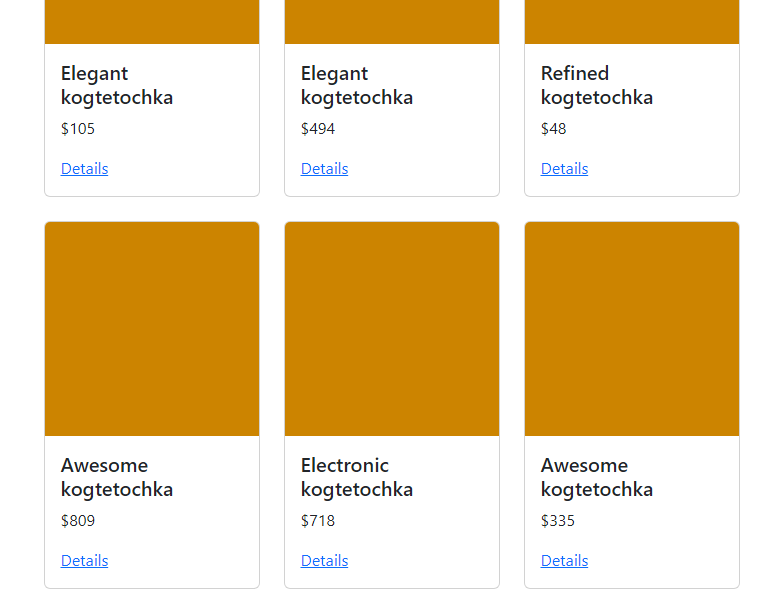 Elegant
kogtetochka
$105
Details
Elegant
kogtetochka
$494
Details
Refined
kogtetochka
$48
Details
Awesome
kogtetochka
$809
Details
Electronic
kogtetochka
$718
Details
Awesome
kogtetochka
$335
Details